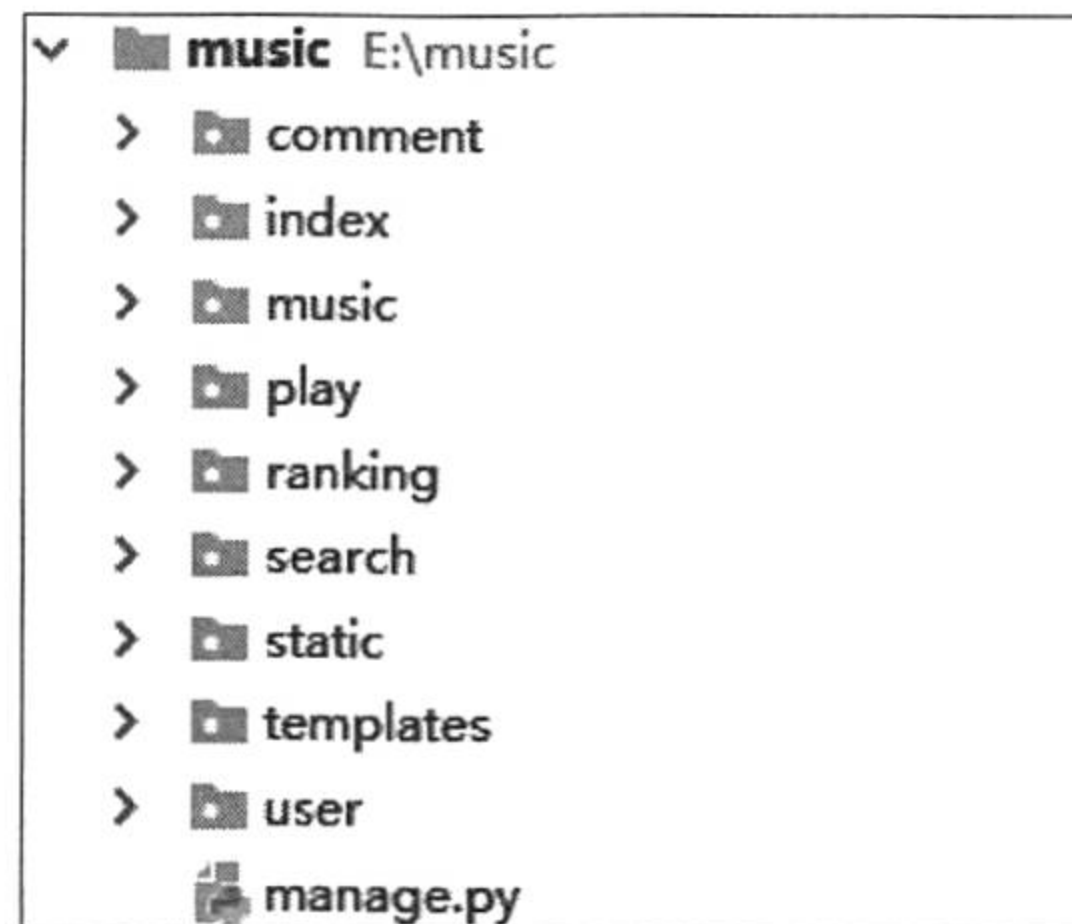 music E:\music
comment
index
music
play
ranking
search
static
templates
user
manage.py